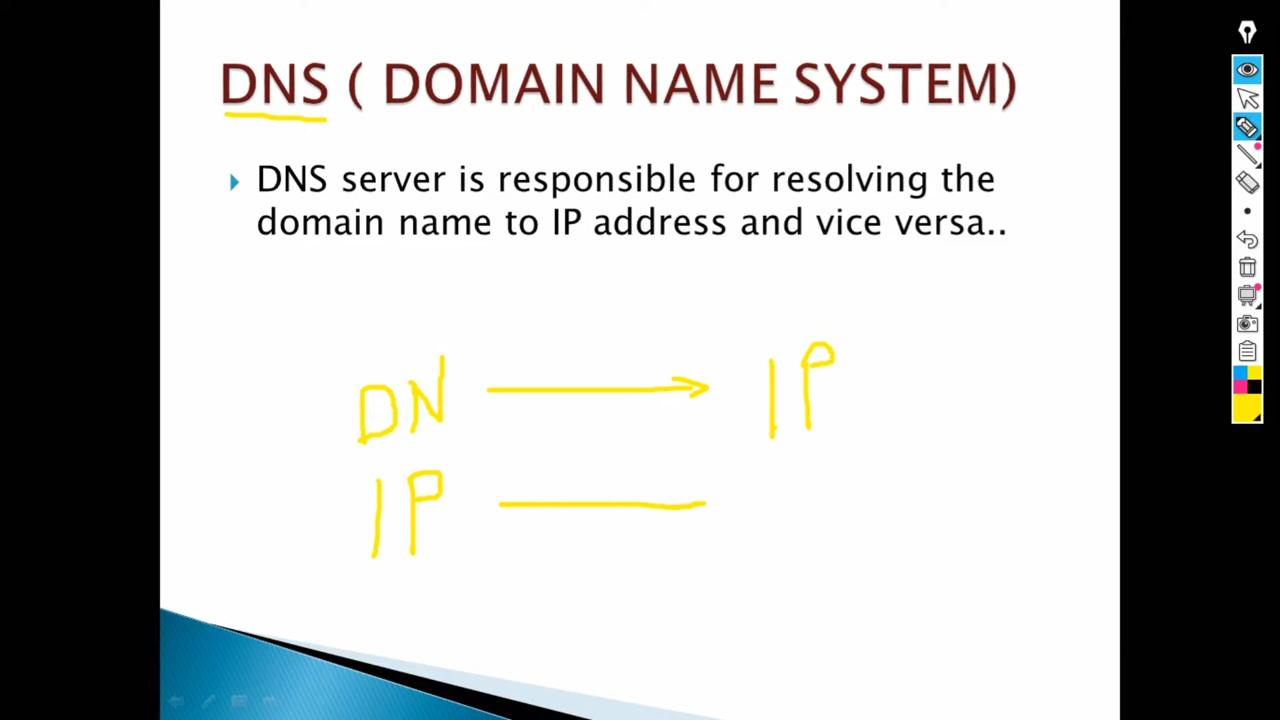 DNS ( DOMAIN NAME SYSTEM)
DNS server is responsible for resolving the
domain name to IP address and vice versa..
DN IP
IP